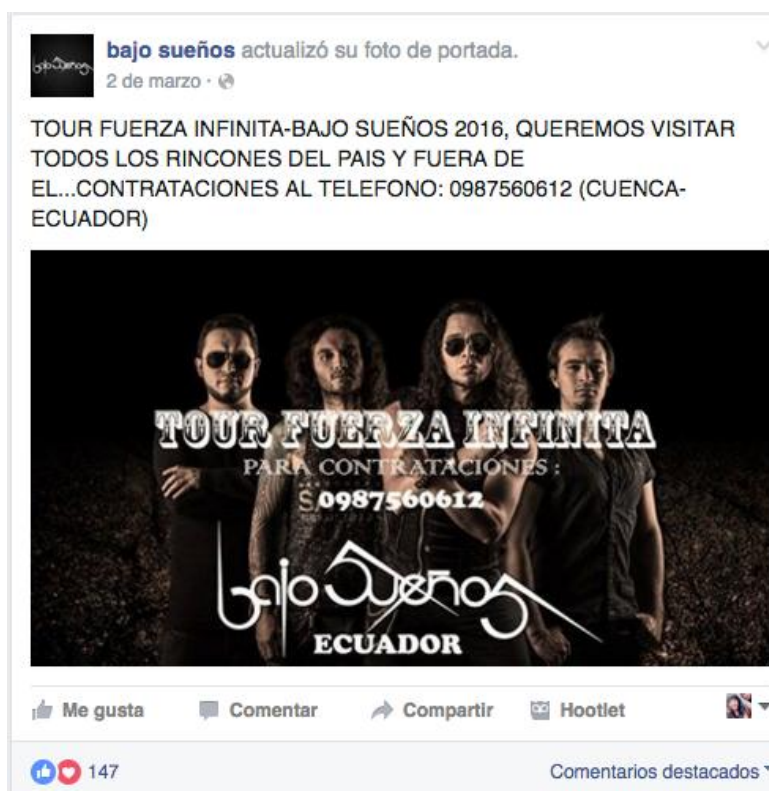 bajo sueños actualizó su foto de portada.
2 de marzo ·
TOUR FUERZA INFINITA-BAJO SUEÑOS 2016, QUEREMOS VISITAR
TODOS LOS RINCONES DEL PAIS Y FUERA DE
EL...CONTRATACIONES AL TELEFONO: 0987560612 (CUENCA-
ECUADOR)
TOUR FUERZA INFINITA
PARA CONTRATACIONES :
0987560612
bajo Sueños
ECUADOR
Me gusta Comentar Compartir Hootlet
147 Comentarios destacados